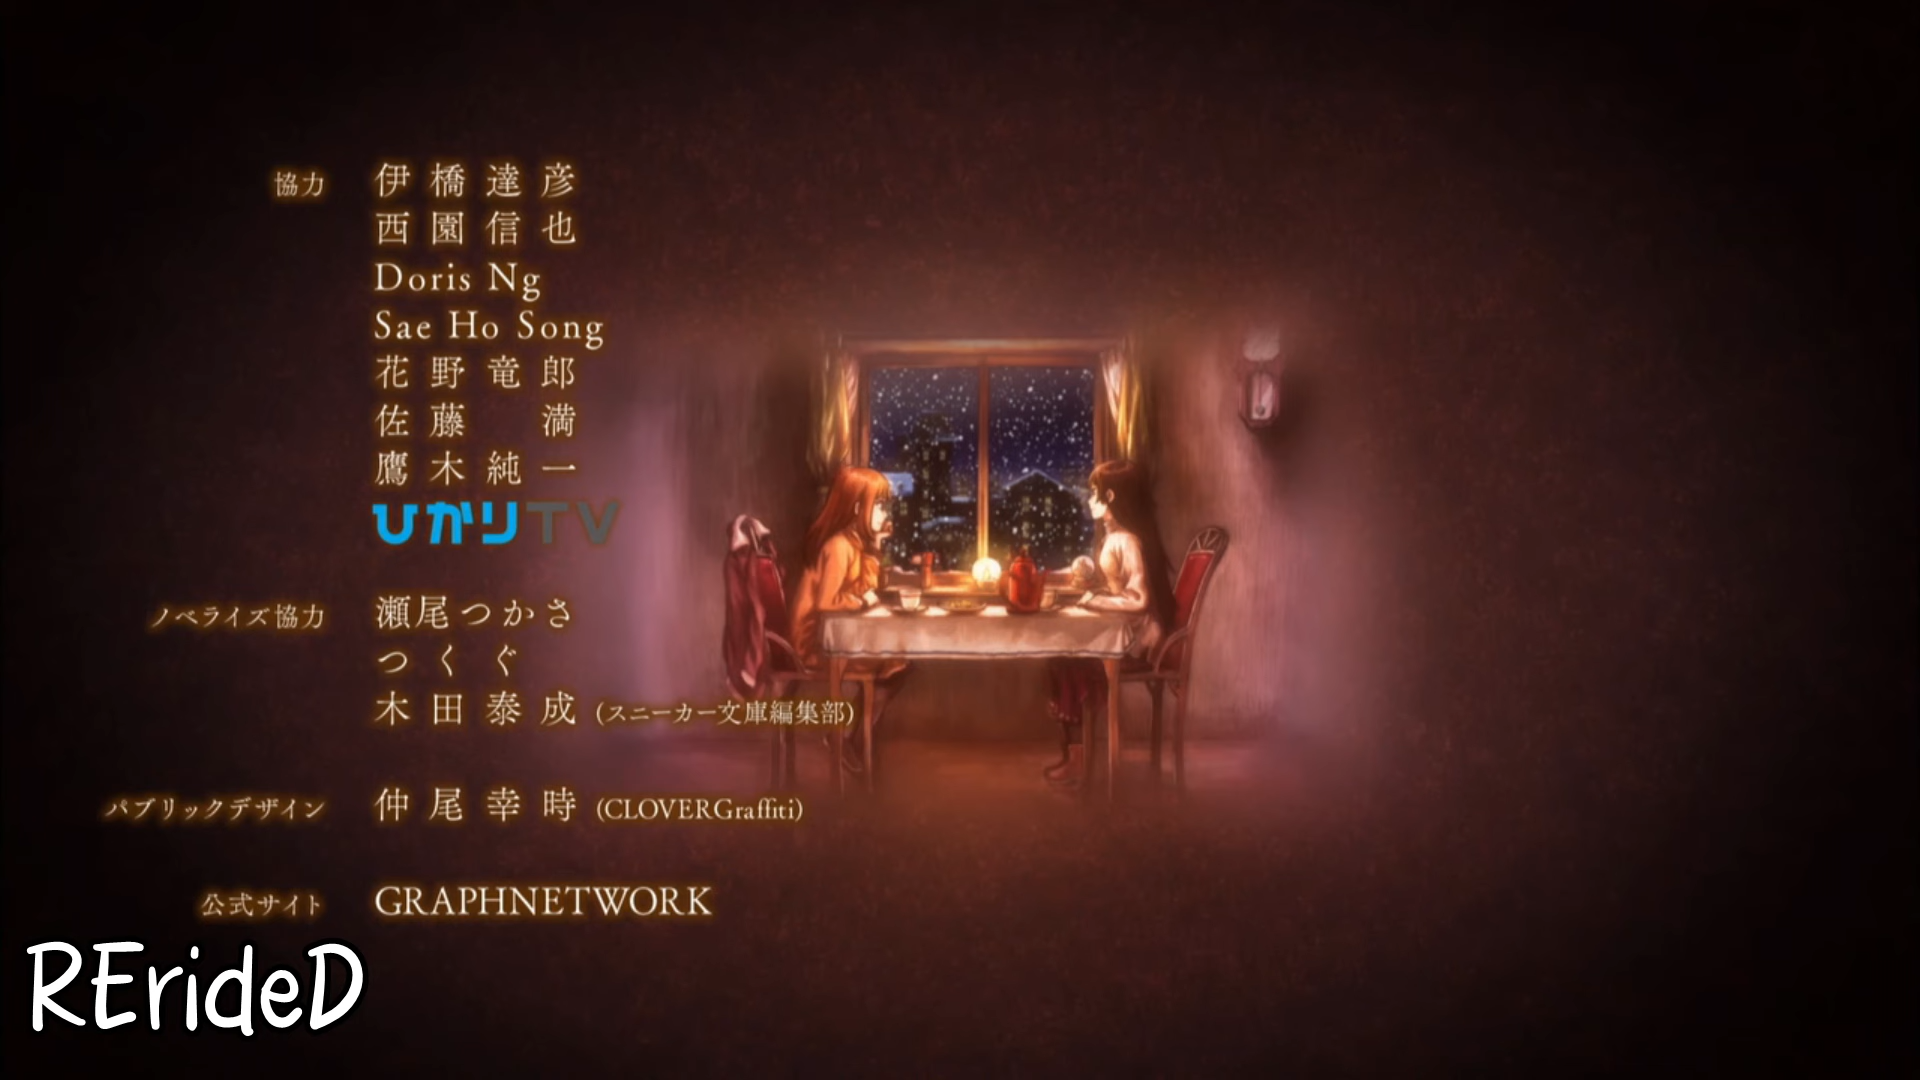 協力 伊橋達彦
西園信也
Doris Ng
Sae Ho Song
花野竜郎
佐藤 満
鷹木純一
ひかりTV
ノベライズ協力 瀬尾つかさ
つくぐ
木田泰成 (スニーカー文庫編集部)
パブリックデザイン 仲尾幸時 (CLOVERGraffiti)
公式サイト GRAPHNETWORK
RErideD